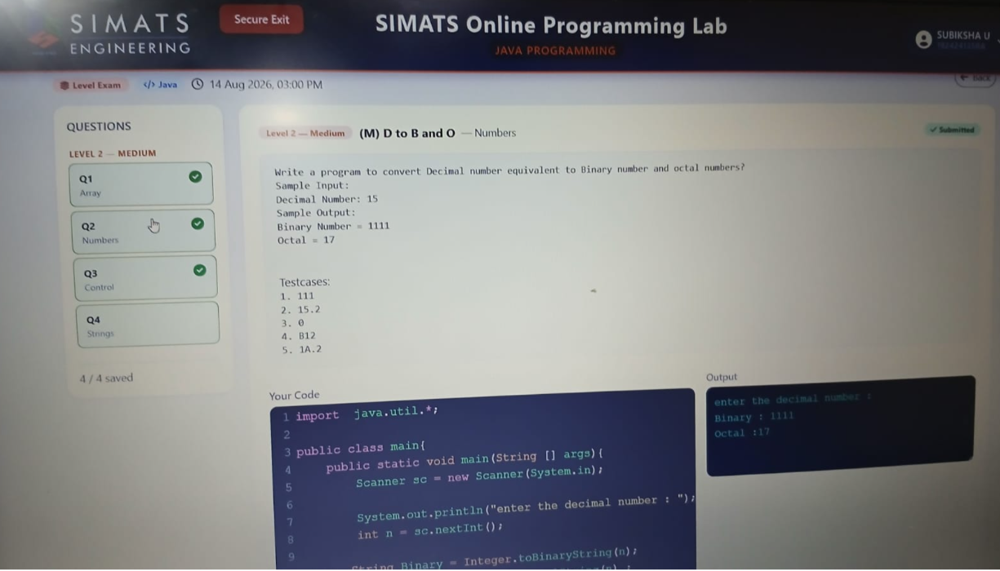 SIMATS
ENGINEERING
Secure Exit
SIMATS Online Programming Lab
JAVA PROGRAMMING
SUBIKSHA U
Level Exam
</> Java
14 Aug 2026, 03:00 PM
Back
QUESTIONS
LEVEL 2 — MEDIUM
Q1
Array
Q2
Numbers
Q3
Control
Q4
Strings
4 / 4 saved
Level 2 — Medium
(M) D to B and O — Numbers
Submitted
Write a program to convert Decimal number equivalent to Binary number and octal numbers?
Sample Input:
Decimal Number: 15
Sample Output:
Binary Number = 1111
Octal = 17
Testcases:
1. 111
2. 15.2
3. 0
4. B12
5. 1A.2
Your Code
1 import java.util.*;
2
3 public class main{
4 public static void main(String [] args){
5 Scanner sc = new Scanner(System.in);
6
7 System.out.println("enter the decimal number : ");
8 int n = sc.nextInt();
9
String Binary = Integer.toBinaryString(n);
Output
enter the decimal number :
Binary : 1111
Octal :17